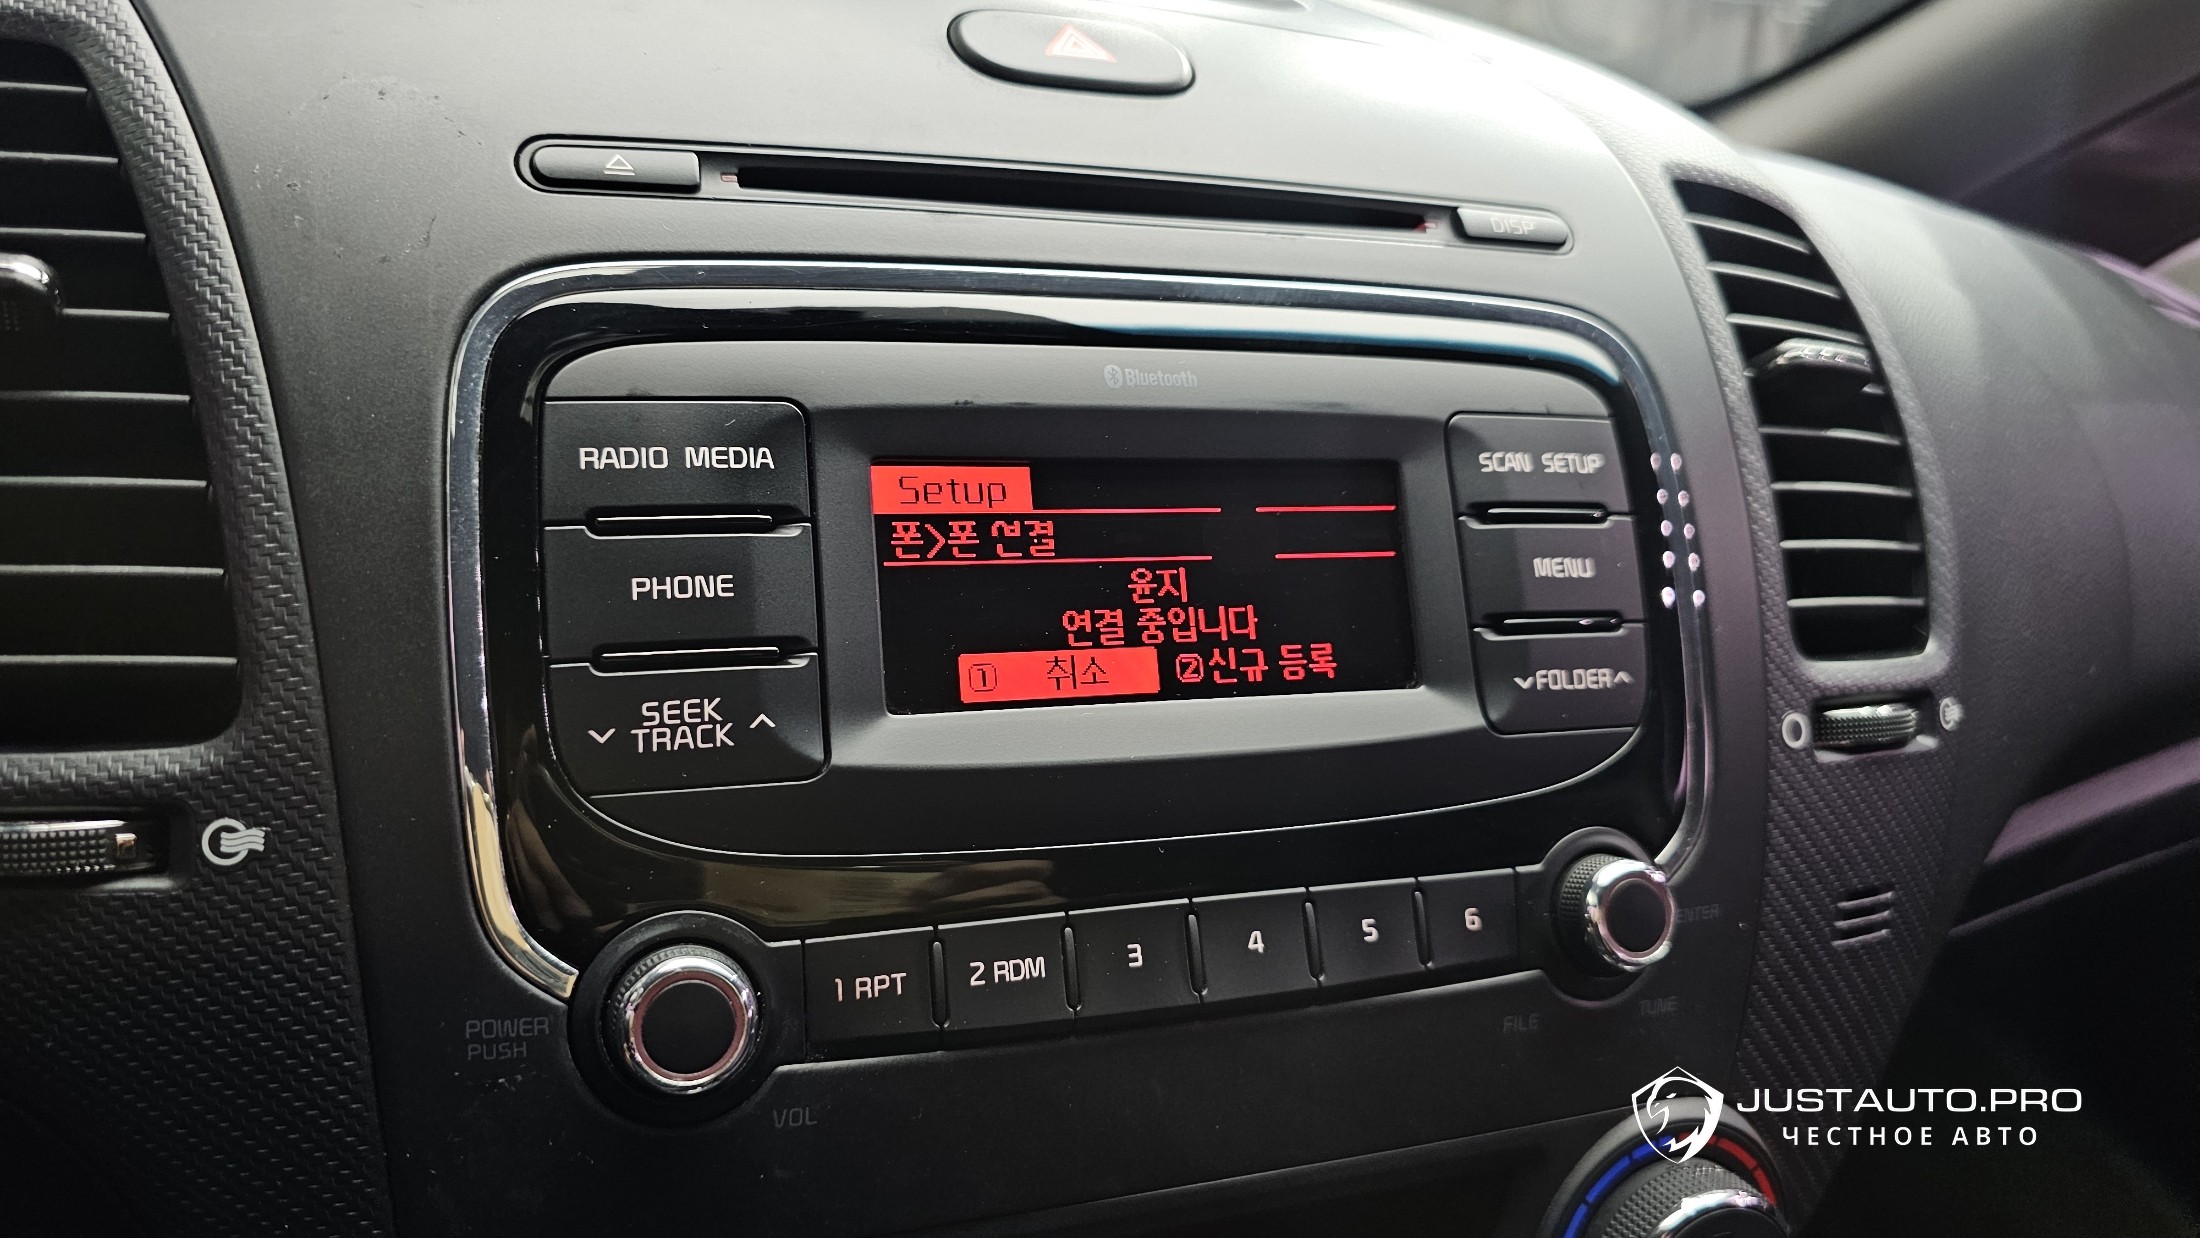 DISP
Bluetooth
RADIO MEDIA
PHONE
SEEK
TRACK
Setup
폰>폰 연결
윤지
연결 중입니다
① 취소 ②신규 등록
SCAN SETUP
MENU
FOLDER
POWER
PUSH
VOL
1 RPT
2 RDM
3
4
5
6
ENTER
FILE
TUNE
JUSTAUTO.PRO
ЧЕСТНОЕ АВТО